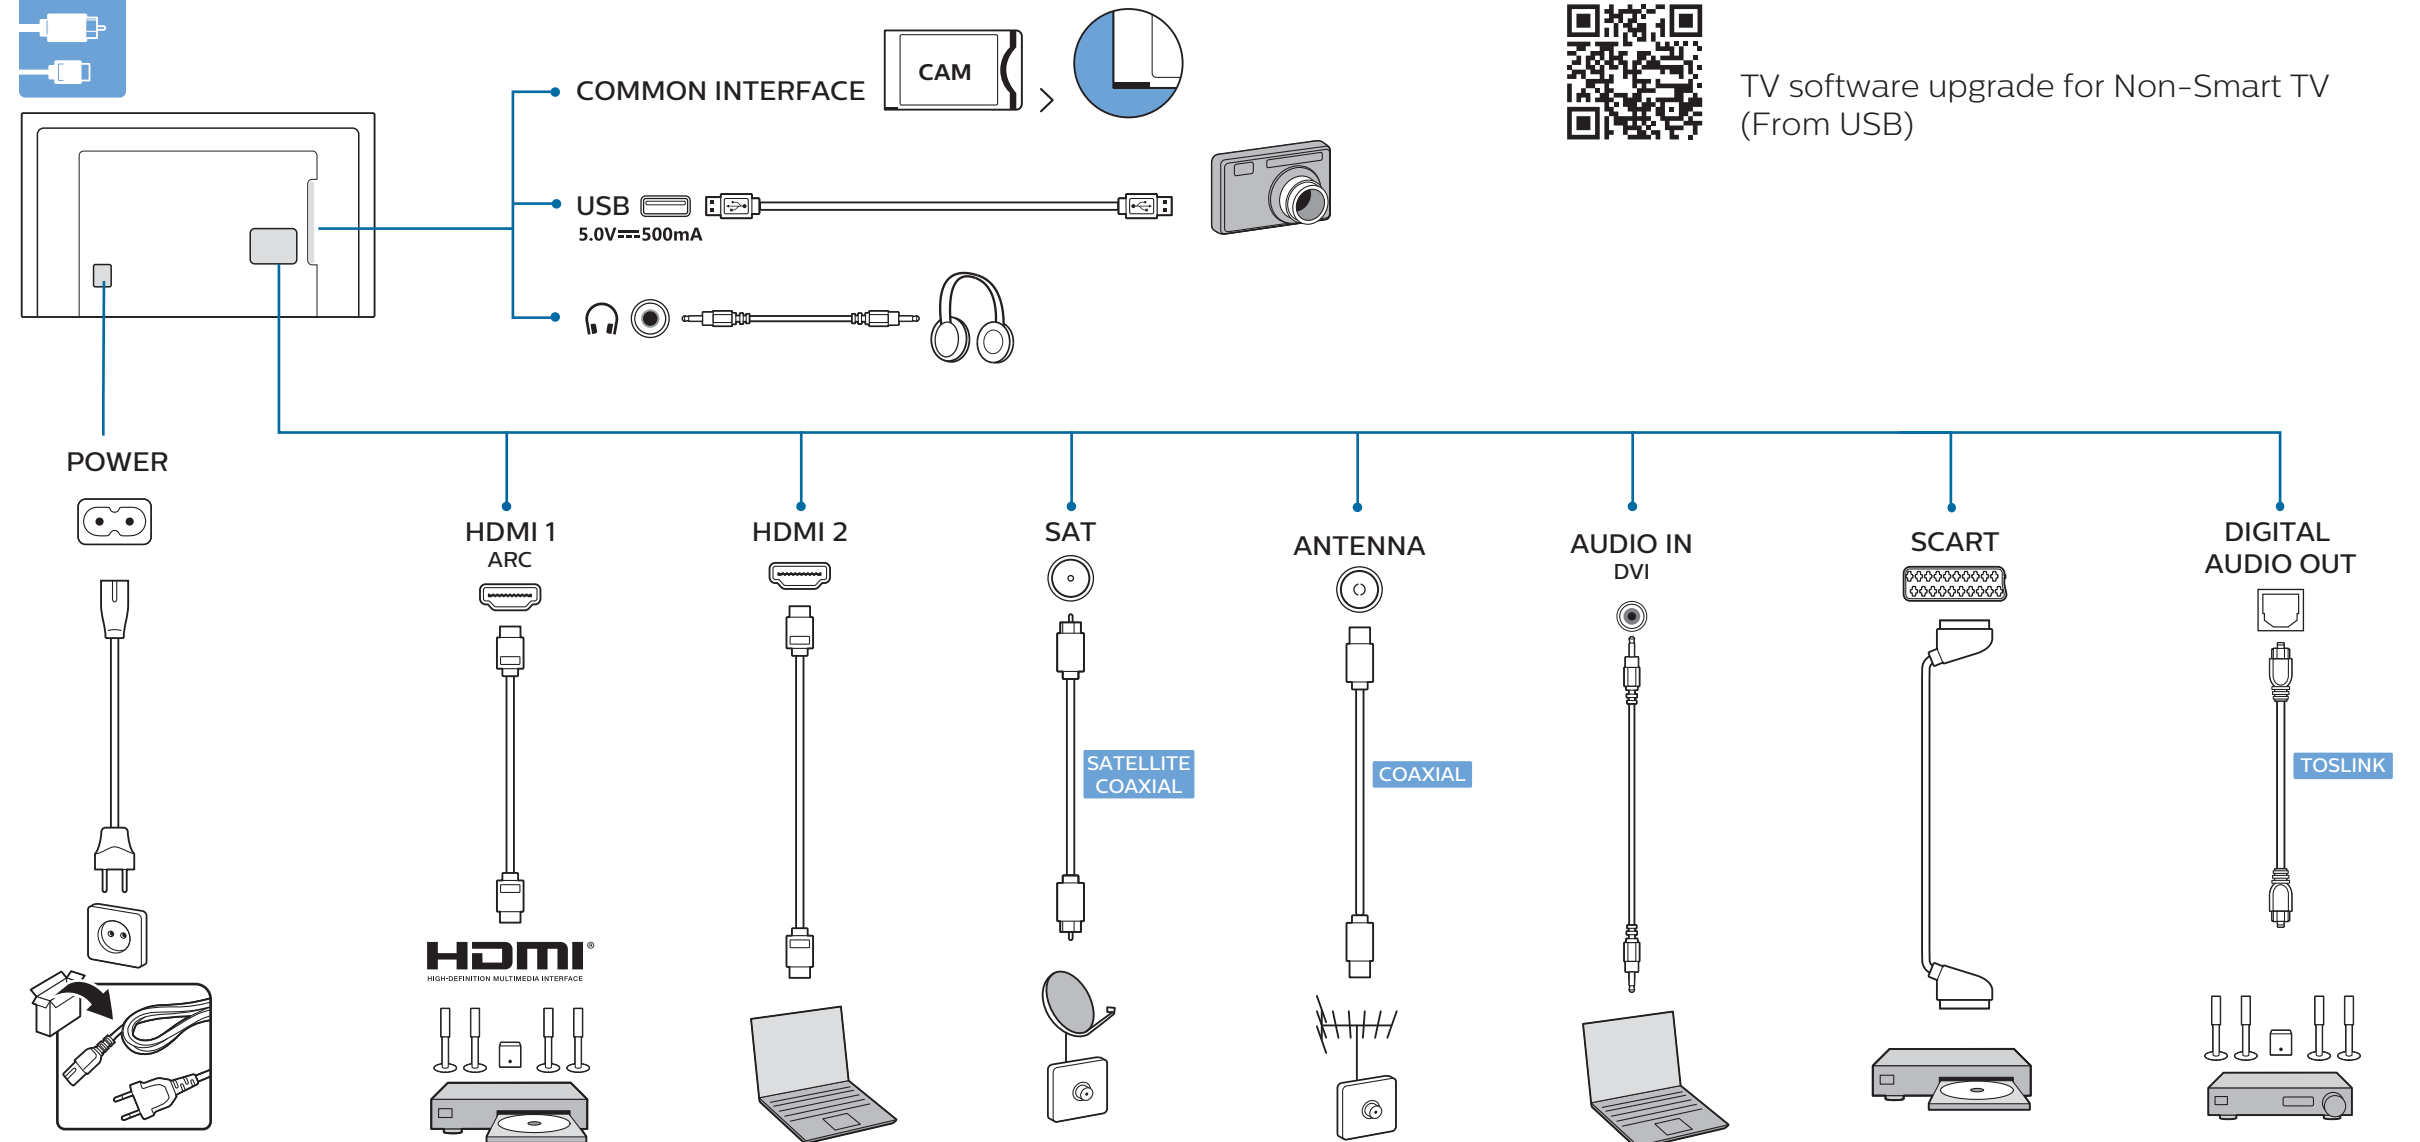 COMMON INTERFACE
CAM
TV software upgrade for Non-Smart TV
(From USB)
USB
5.0V⎓500mA
POWER
HDMI 1
ARC
HDMI 2
SAT
ANTENNA
AUDIO IN
DVI
SCART
DIGITAL
AUDIO OUT
SATELLITE
COAXIAL
COAXIAL
TOSLINK
HDMI®
HIGH-DEFINITION MULTIMEDIA INTERFACE